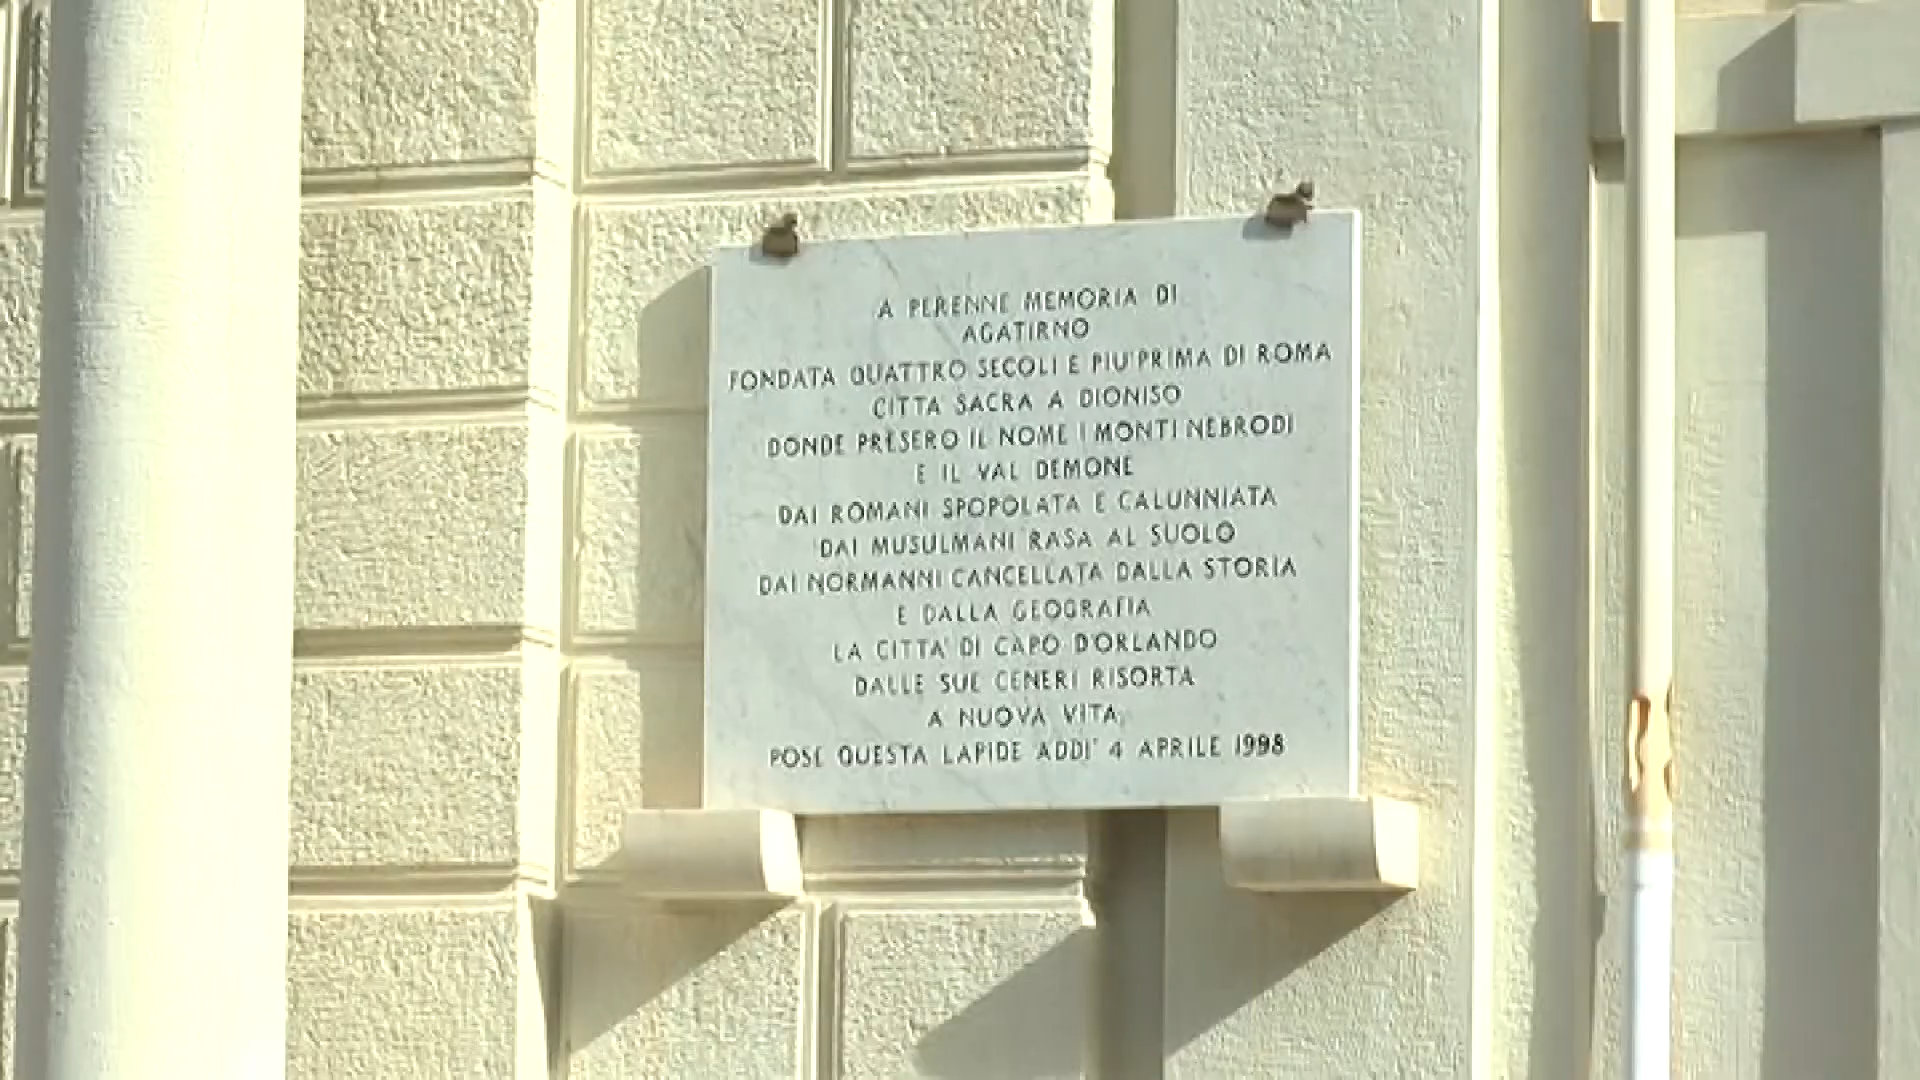 A PERENNE MEMORIA DI
AGATIRNO
FONDATA QUATTRO SECOLI E PIU' PRIMA DI ROMA
CITTA SACRA A DIONISO
DONDE PRESERO IL NOME I MONTI NEBRODI
E IL VAL DEMONE
DAI ROMANI SPOPOLATA E CALUNNIATA
DAI MUSULMANI RASA AL SUOLO
DAI NORMANNI CANCELLATA DALLA STORIA
E DALLA GEOGRAFIA
LA CITTA' DI CAPO D'ORLANDO
DALLE SUE CENERI RISORTA
A NUOVA VITA,
POSE QUESTA LAPIDE ADDI' 4 APRILE 1998